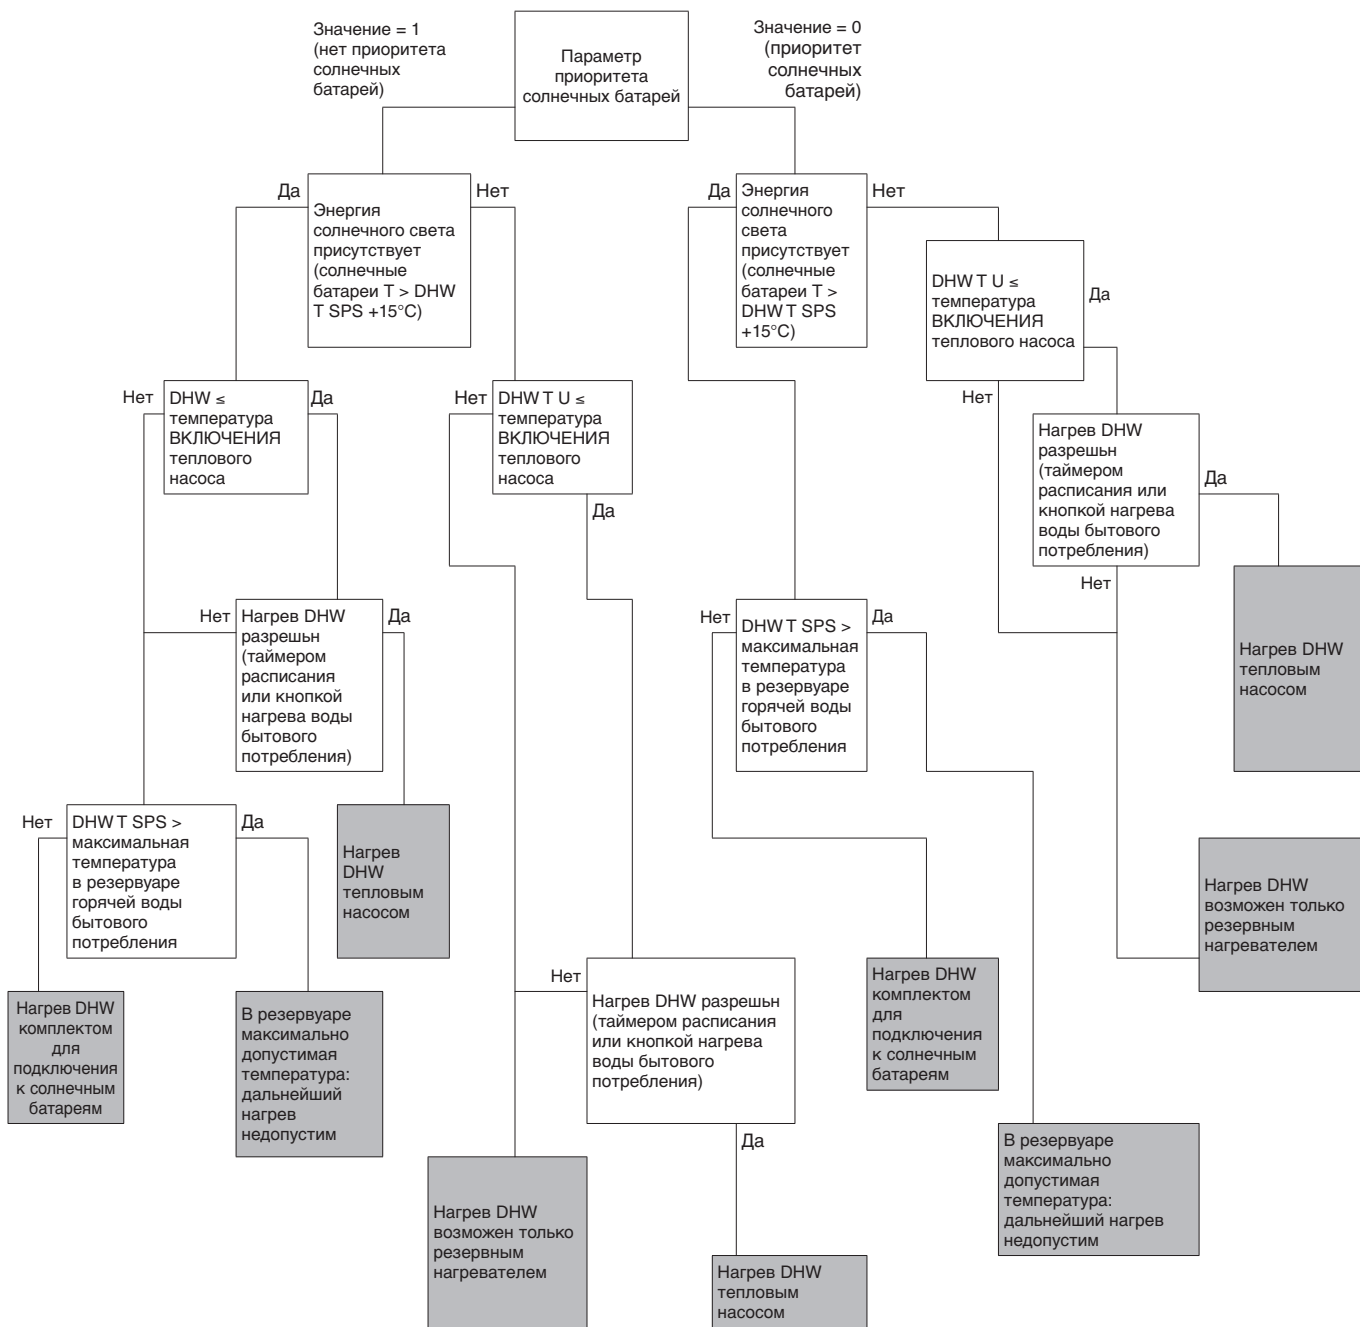 Значение = 1
(нет приоритета
солнечных
батарей)
Параметр
приоритета
солнечных батарей
Значение = 0
(приоритет
солнечных
батарей)
Да
Энергия
солнечного света
присутствует
(солнечные
батареи T > DHW
T SPS +15°C)
Нет
Да
Энергия
солнечного
света
присутствует
(солнечные
батареи T >
DHW T SPS
+15°C)
Нет
DHW T U ≤
температура
ВКЛЮЧЕНИЯ
теплового насоса
Да
Нет
Нет
DHW ≤
температура
ВКЛЮЧЕНИЯ
теплового
насоса
Да
Нет
DHW T U ≤
температура
ВКЛЮЧЕНИЯ
теплового
насоса
Да
Нагрев DHW
разрешьн
(таймером
расписания или
кнопкой нагрева
воды бытового
потребления)
Да
Нет
Нет
Нагрев DHW
разрешьн
(таймером
расписания
или кнопкой
нагрева воды
бытового
потребления)
Да
Нет
DHW T SPS >
максимальная
температура
в резервуаре
горячей воды
бытового
потребления
Да
Нагрев DHW
тепловым
насосом
Нет
DHW T SPS >
максимальная
температура
в резервуаре
горячей воды
бытового
потребления
Да
Нагрев
DHW
тепловым
насосом
Нагрев DHW
возможен только
резервным
нагревателем
Нагрев DHW
комплектом
для
подключения
к солнечным
батареям
В резервуаре
максимально
допустимая
температура:
дальнейший
нагрев
недопустим
Нет
Нагрев DHW разрешьн
(таймером расписания
или кнопкой нагрева
воды бытового
потребления)
Да
Нагрев DHW
комплектом
для
подключения
к солнечным
батареям
В резервуаре
максимально
допустимая
температура:
дальнейший нагрев
недопустим
Нагрев DHW
возможен только
резервным
нагревателем
Нагрев DHW
тепловым
насосом